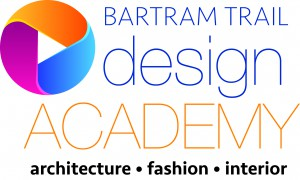 BARTRAM TRAIL
design
ACADEMY
architecture • fashion • interior